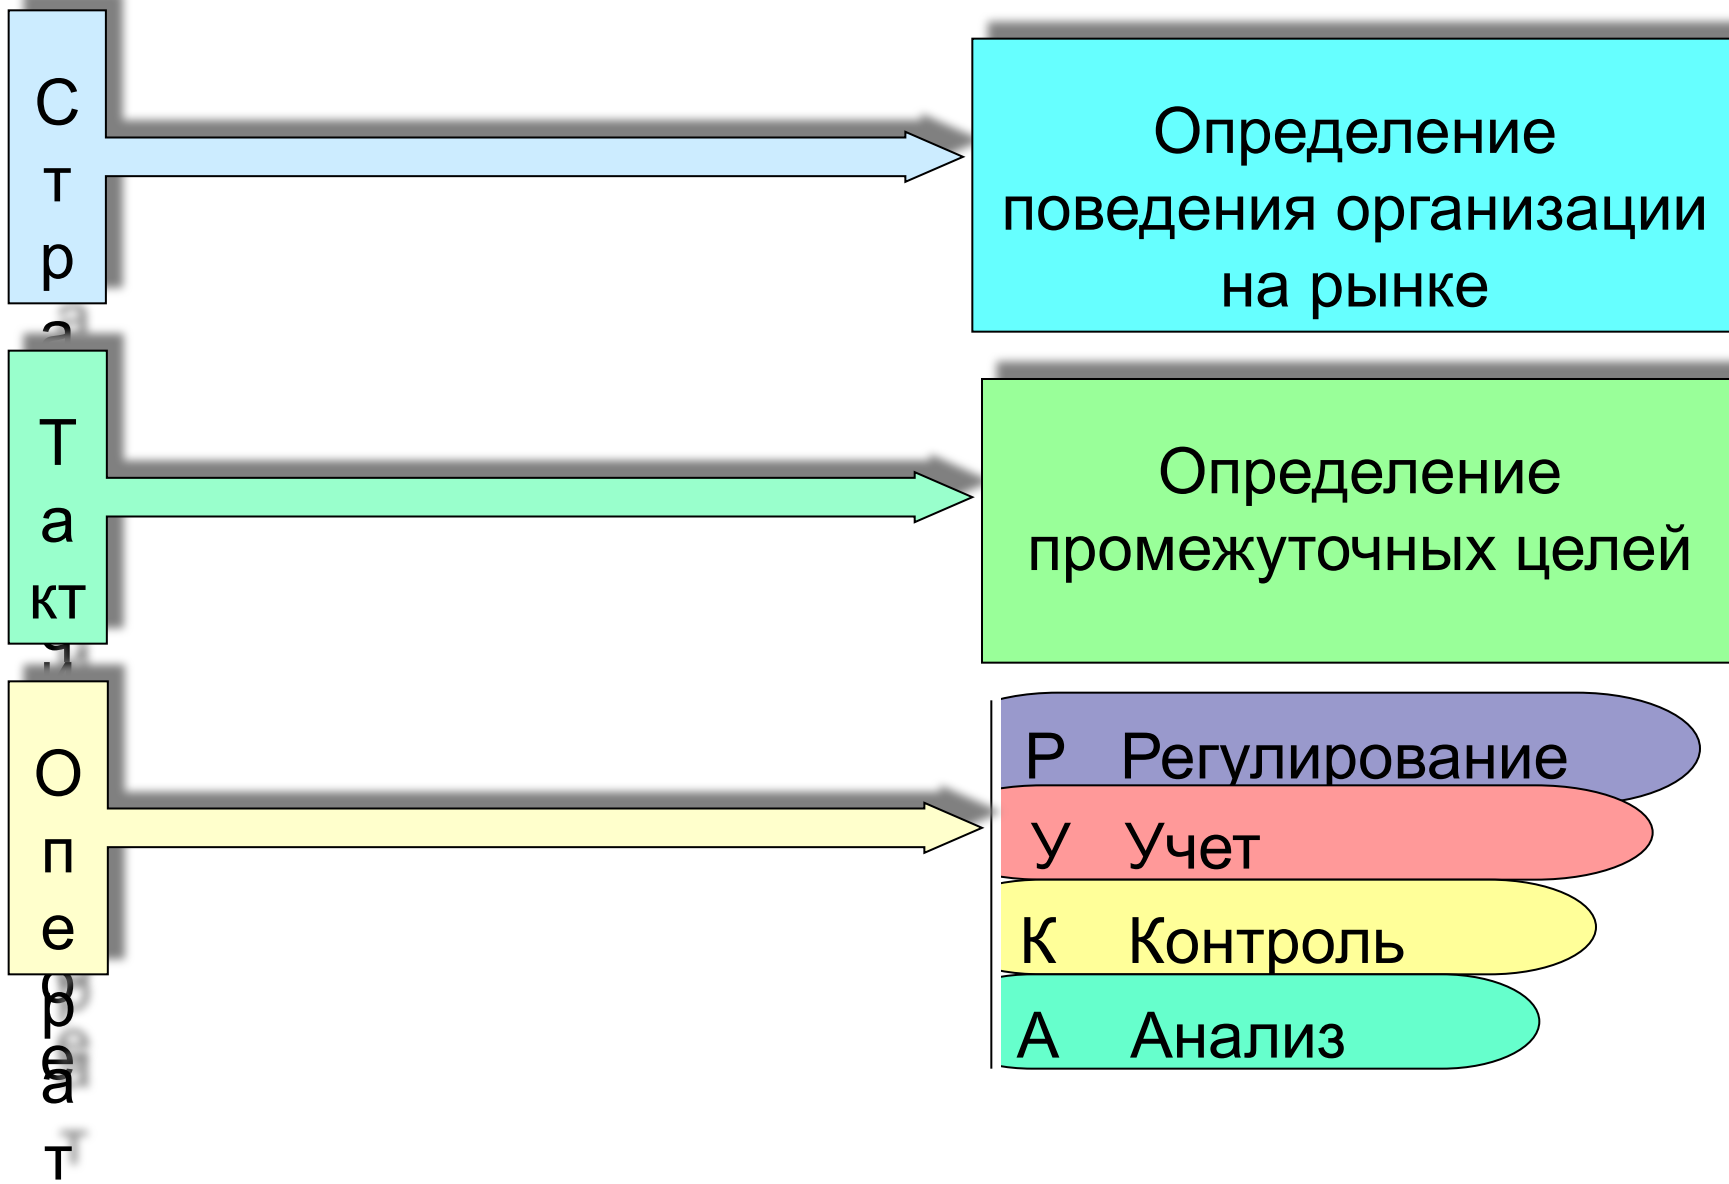 С
т
р
а
Определение
поведения организации
на рынке
Т
а
кт
Определение
промежуточных целей
О
п
е
р
а
т
Р Регулирование
У Учет
К Контроль
А Анализ